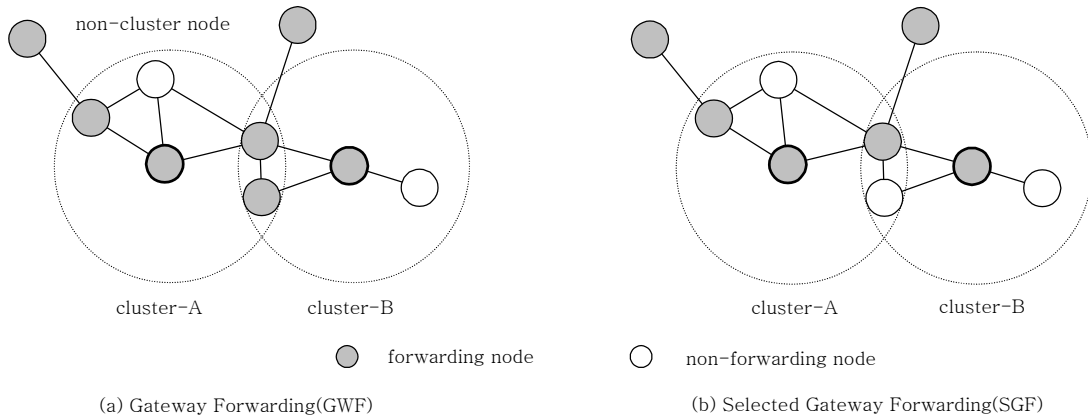 non-cluster node
cluster-A
cluster-B
cluster-A
cluster-B
forwarding node
non-forwarding node
(a) Gateway Forwarding(GWF)
(b) Selected Gateway Forwarding(SGF)